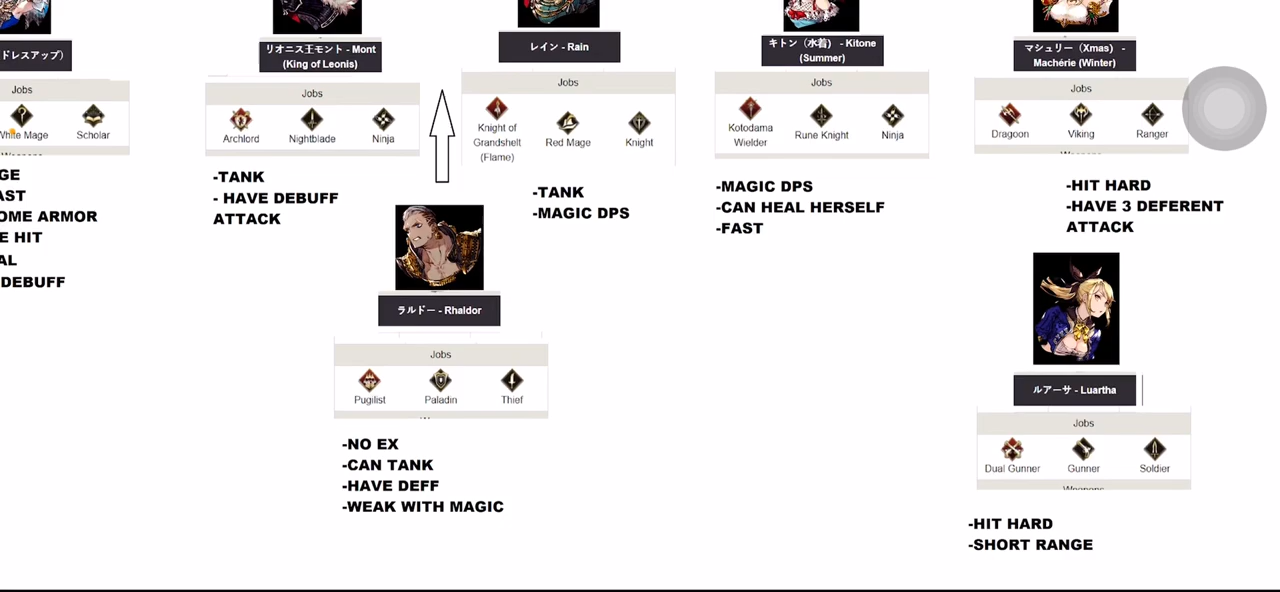 ドレスアップ)
Jobs
White Mage
Scholar
GE
AST
OME ARMOR
E HIT
AL
DEBUFF
リオニス王モント - Mont
(King of Leonis)
Jobs
Archlord
Nightblade
Ninja
-TANK
- HAVE DEBUFF
ATTACK
レイン - Rain
Jobs
Knight of
Grandshelt
(Flame)
Red Mage
Knight
-TANK
-MAGIC DPS
キトン（水着） - Kitone
(Summer)
Jobs
Kotodama
Wielder
Rune Knight
Ninja
-MAGIC DPS
-CAN HEAL HERSELF
-FAST
マシュリー（Xmas） -
Machérie (Winter)
Jobs
Dragoon
Viking
Ranger
-HIT HARD
-HAVE 3 DEFERENT
ATTACK
ラルドー - Rhaldor
Jobs
Pugilist
Paladin
Thief
-NO EX
-CAN TANK
-HAVE DEFF
-WEAK WITH MAGIC
ルアーサ - Luartha
Jobs
Dual Gunner
Gunner
Soldier
Weapons
-HIT HARD
-SHORT RANGE